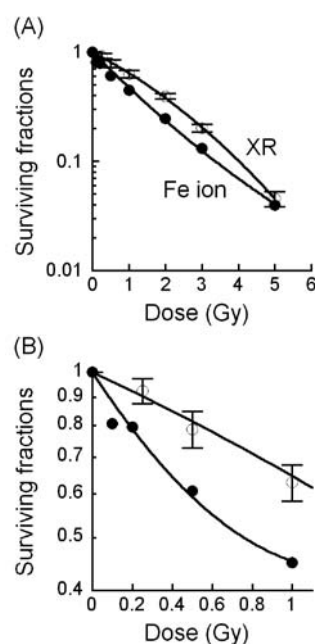 (A)
1
0.1
0.01
Surviving fractions
XR
Fe ion
0 1 2 3 4 5 6
Dose (Gy)
(B)
1
0.9
0.8
0.7
0.6
0.5
0.4
Surviving fractions
0 0.2 0.4 0.6 0.8 1
Dose (Gy)